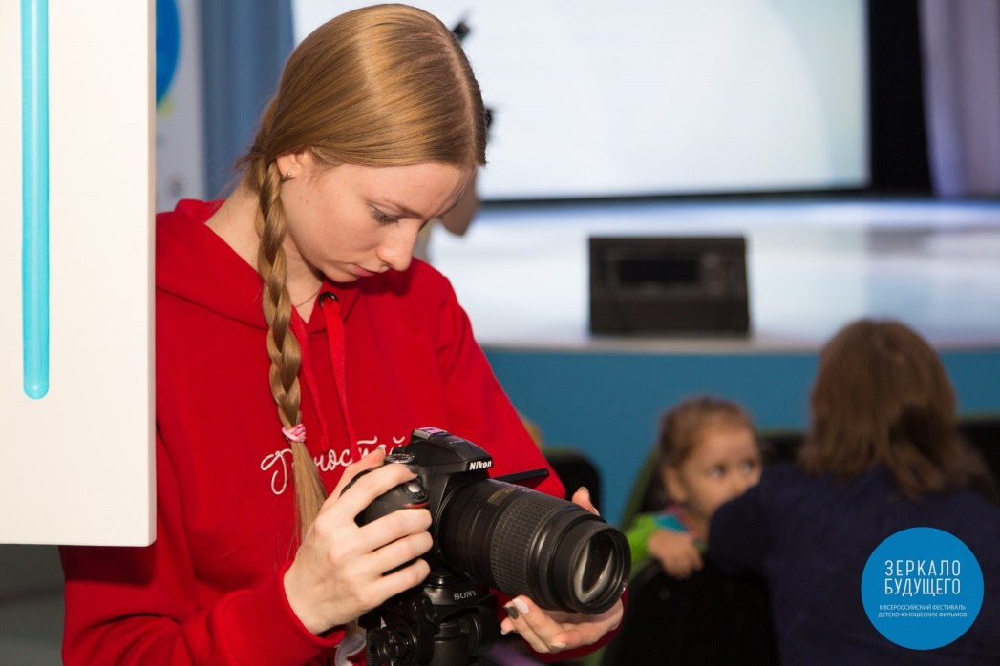 Nikon
SONY
ЗЕРКАЛО
БУДУЩЕГО
II ВСЕРОССИЙСКИЙ ФЕСТИВАЛЬ
ДЕТСКО-ЮНОШЕСКИХ ФИЛЬМОВ